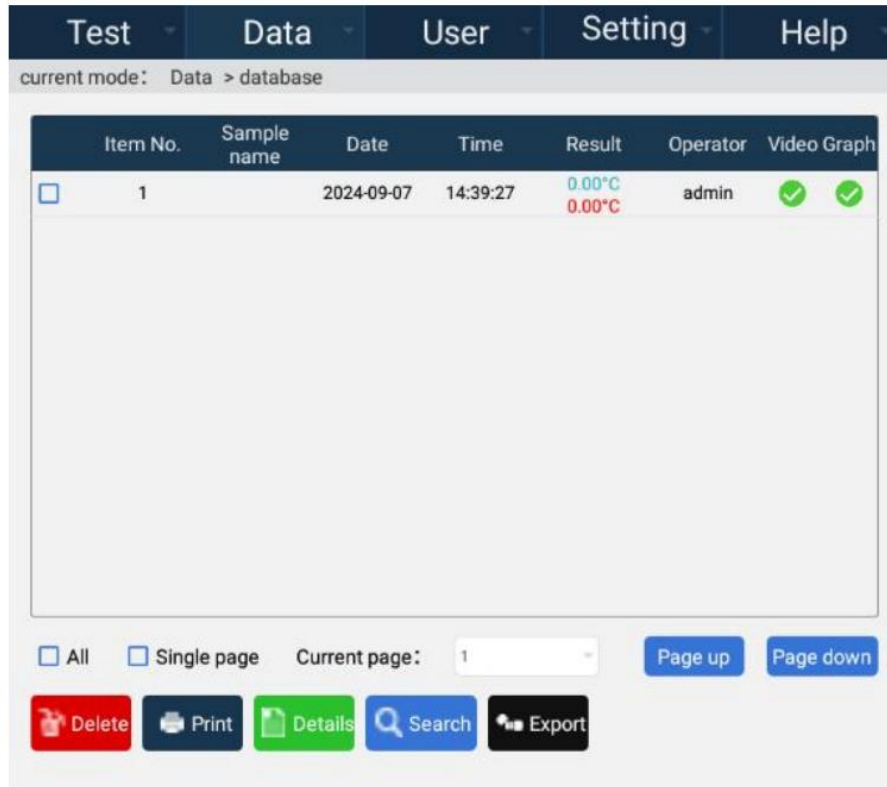 Test Data User Setting Help
current mode: Data > database
Item No. Sample name Date Time Result Operator Video Graph
1 2024-09-07 14:39:27 0.00°C admin
0.00°C
All Single page Current page: 1 Page up Page down
Delete Print Details Search Export